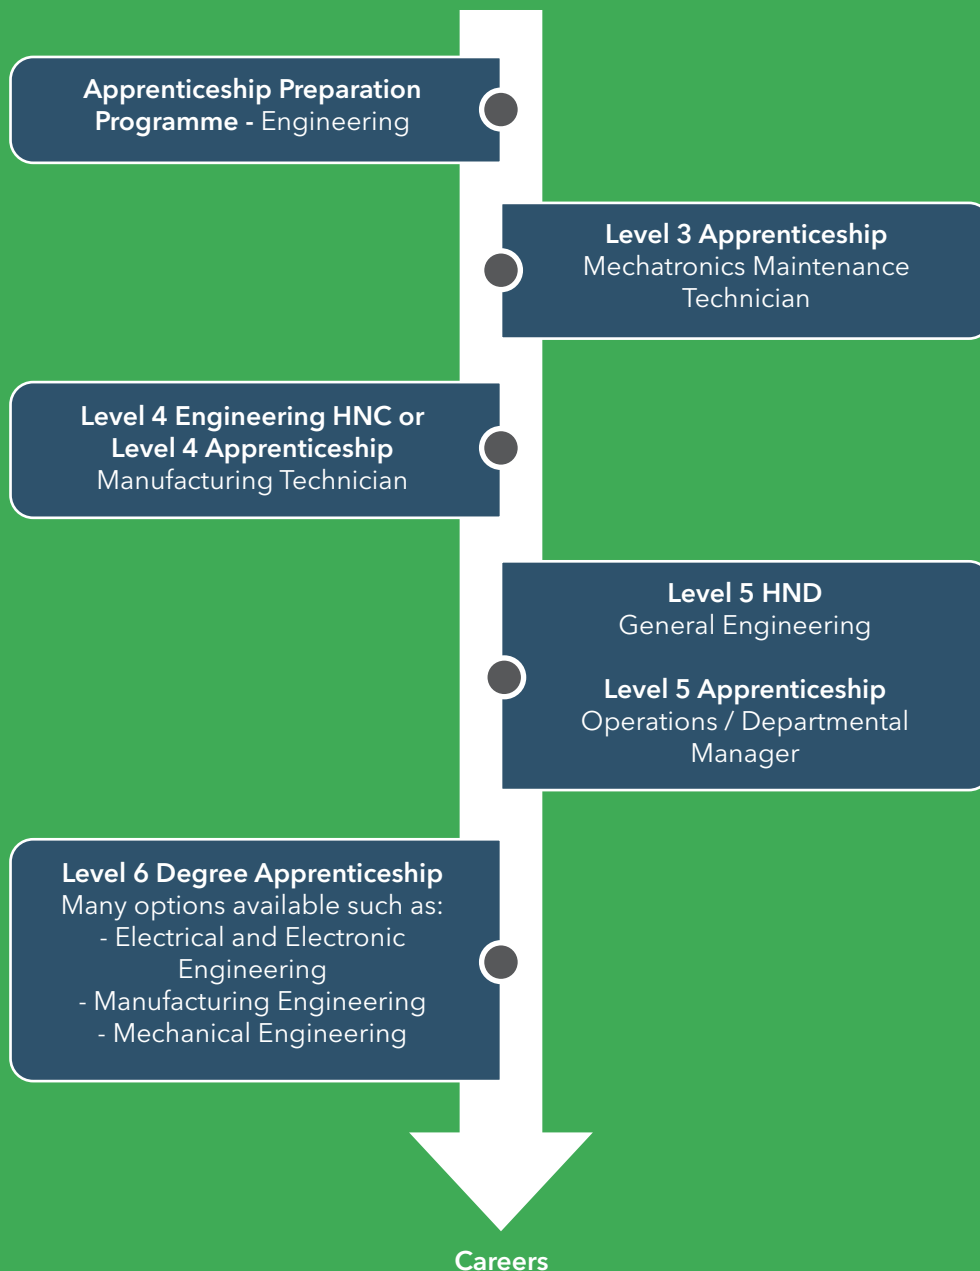 Apprenticeship Preparation
Programme - Engineering
Level 3 Apprenticeship
Mechatronics Maintenance
Technician
Level 4 Engineering HNC or
Level 4 Apprenticeship
Manufacturing Technician
Level 5 HND
General Engineering
Level 5 Apprenticeship
Operations / Departmental
Manager
Level 6 Degree Apprenticeship
Many options available such as:
- Electrical and Electronic
Engineering
- Manufacturing Engineering
- Mechanical Engineering
Careers